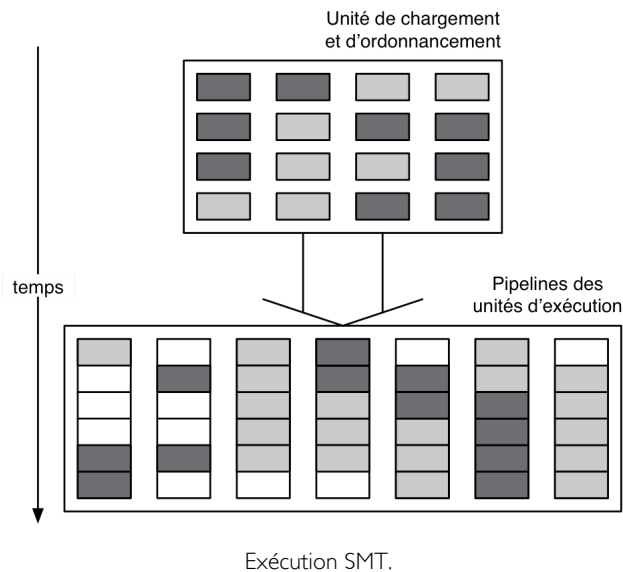 Unité de chargement
et d'ordonnancement
temps
Pipelines des
unités d'exécution
Exécution SMT.